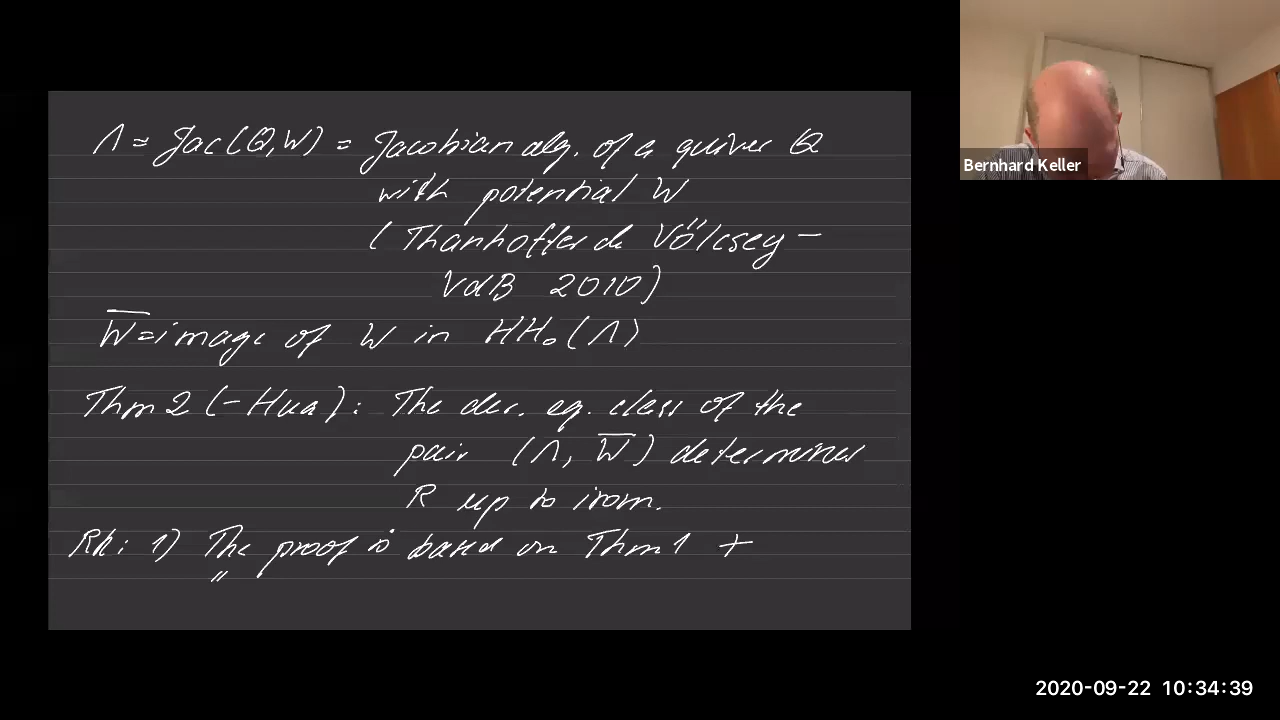 Λ = Jac(Q,W) = Jacobian alg. of a quiver Q
with potential W
(Thanhoffer de Völcsey –
VdB 2010)
W̅ = image of W in HH₀(Λ)
Thm 2 (–Hua): The der. eq. class of the
pair (Λ, W̅) determines
R up to isom.
Rk: 1) The proof is based on Thm 1 +
"
Bernhard Keller
2020-09-22 10:34:39